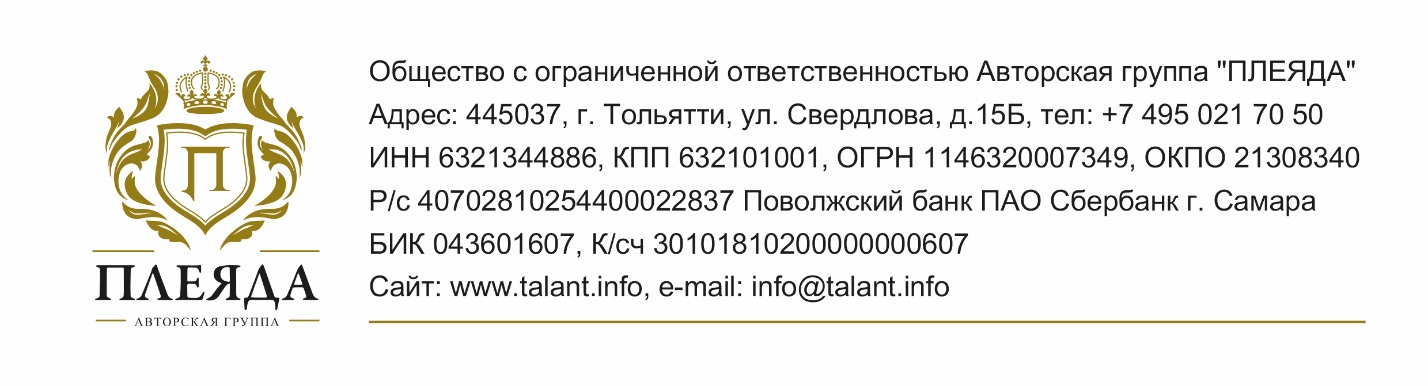 П
ПЛЕЯДА
АВТОРСКАЯ ГРУППА
Общество с ограниченной ответственностью Авторская группа "ПЛЕЯДА"
Адрес: 445037, г. Тольятти, ул. Свердлова, д.15Б, тел: +7 495 021 70 50
ИНН 6321344886, КПП 632101001, ОГРН 1146320007349, ОКПО 21308340
Р/с 40702810254400022837 Поволжский банк ПАО Сбербанк г. Самара
БИК 043601607, К/сч 30101810200000000607
Сайт: www.talant.info, e-mail: info@talant.info